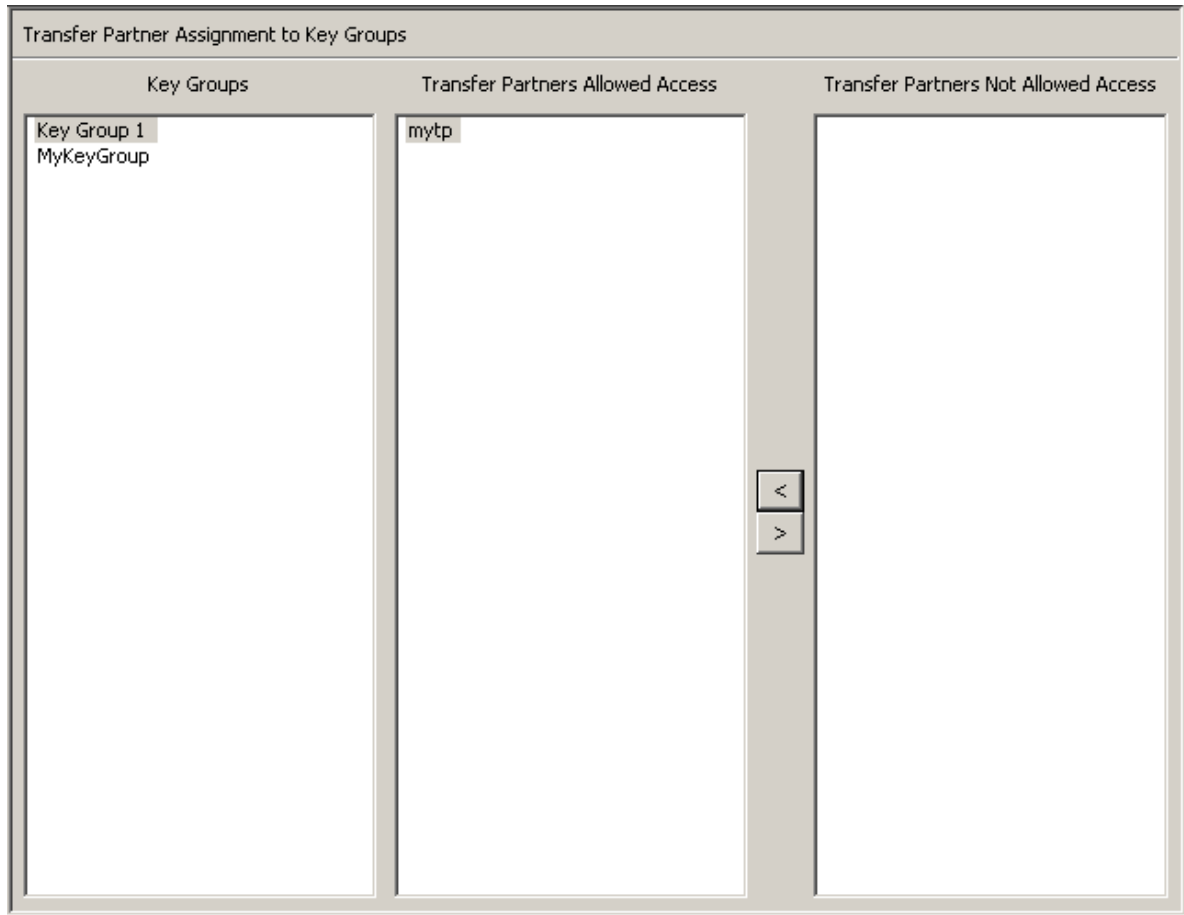 Transfer Partner Assignment to Key Groups
Key Groups
Transfer Partners Allowed Access
Transfer Partners Not Allowed Access
Key Group 1
MyKeyGroup
mytp
<
>